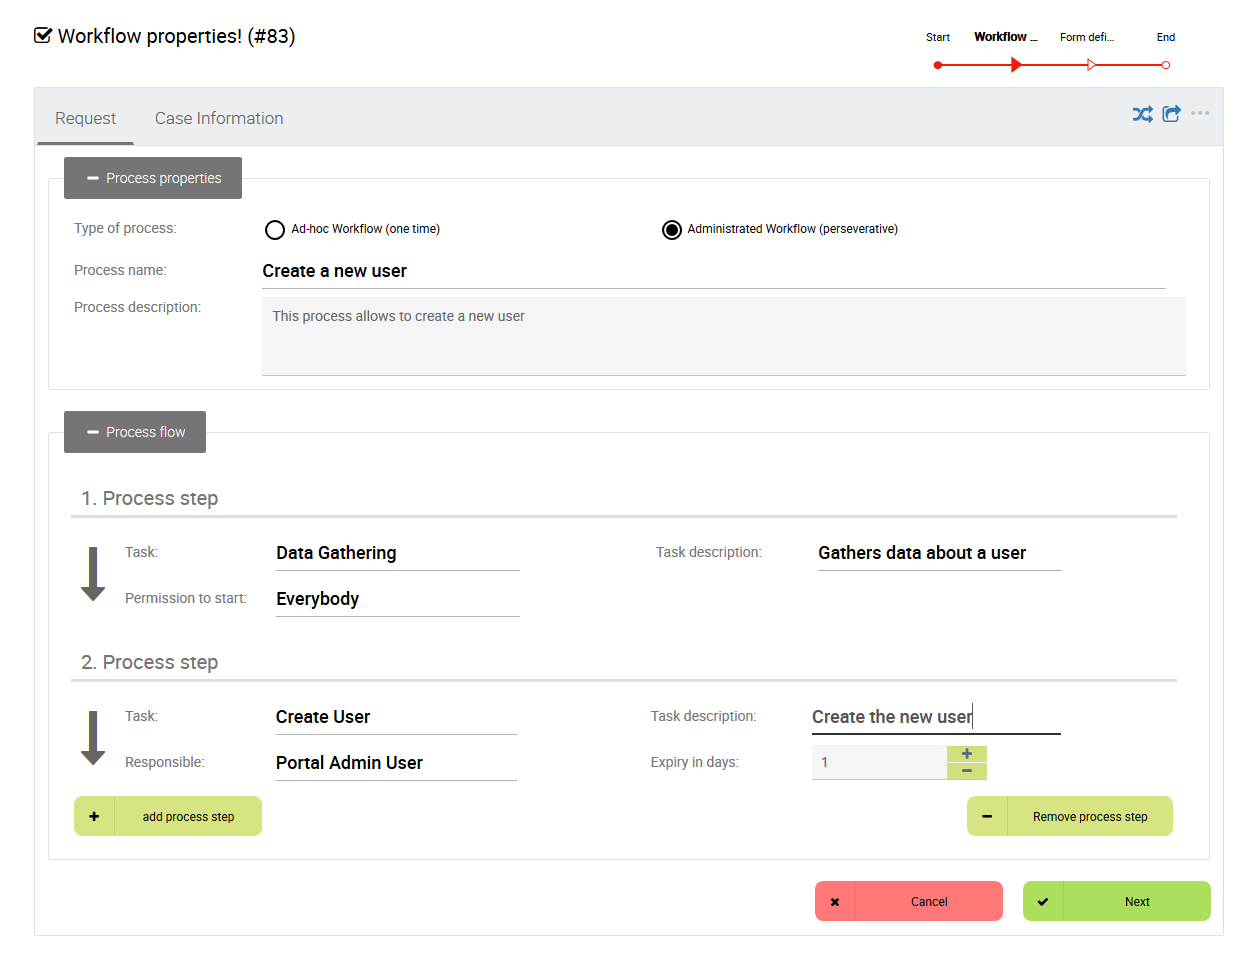 Workflow properties! (#83)
Start Workflow ... Form defi... End
Request Case Information
Process properties
Type of process: Ad-hoc Workflow (one time) Administrated Workflow (perseverative)
Process name: Create a new user
Process description: This process allows to create a new user
Process flow
1. Process step
Task: Data Gathering Task description: Gathers data about a user
Permission to start: Everybody
2. Process step
Task: Create User Task description: Create the new user
Responsible: Portal Admin User Expiry in days: 1
add process step Remove process step
Cancel Next